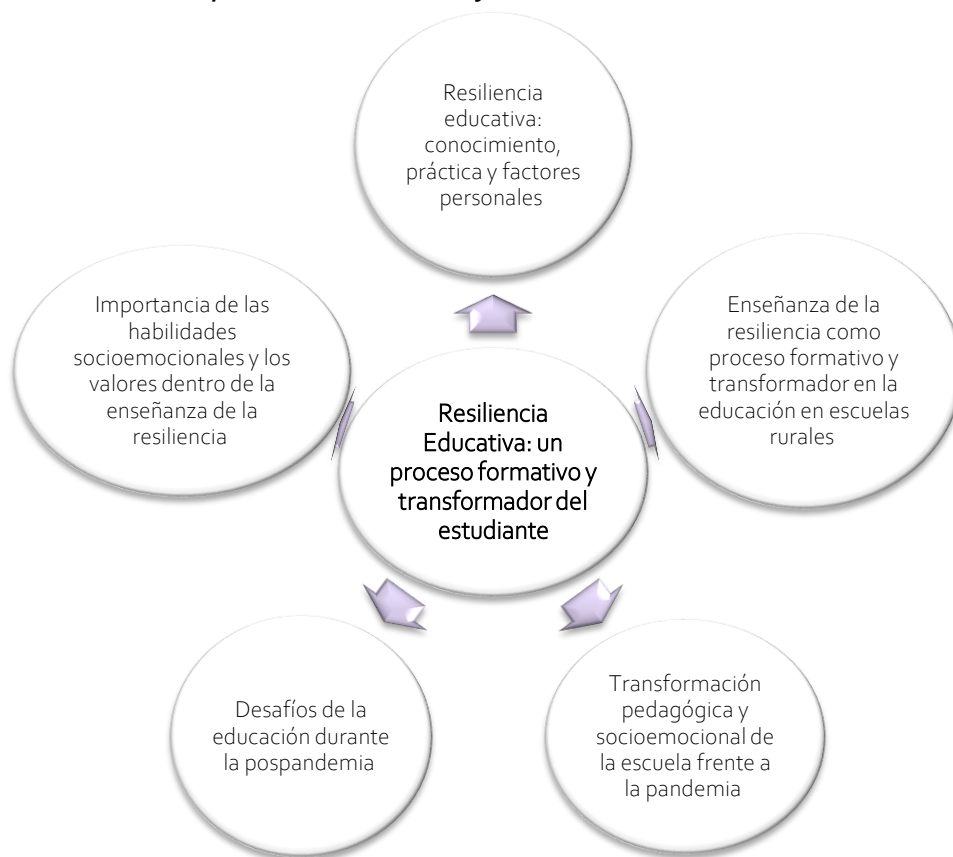 Resiliencia
educativa:
conocimiento,
práctica y factores
personales
Importancia de las
habilidades
socioemocionales y los
valores dentro de la
enseñanza de la
resiliencia
Enseñanza de la
resiliencia como
proceso formativo y
transformador en la
educación en escuelas
rurales
Resiliencia
Educativa: un
proceso formativo y
transformador del
estudiante
Desafíos de la
educación durante
la pospandemia
Transformación
pedagógica y
socioemocional de
la escuela frente a
la pandemia